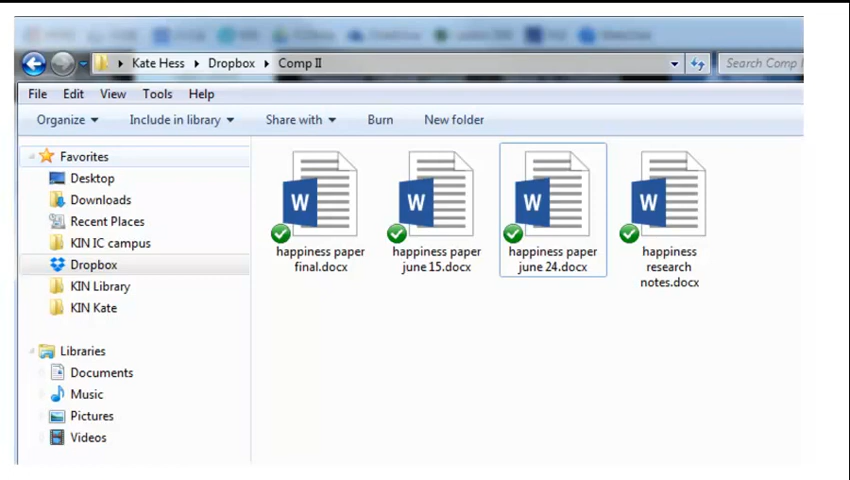 Kate Hess Dropbox Comp II Search Comp
File Edit View Tools Help
Organize Include in library Share with Burn New folder
Favorites
Desktop
Downloads
Recent Places
KIN IC campus
Dropbox
KIN Library
KIN Kate
Libraries
Documents
Music
Pictures
Videos
W W W W
happiness paper
final.docx
happiness paper
june 15.docx
happiness paper
june 24.docx
happiness
research
notes.docx